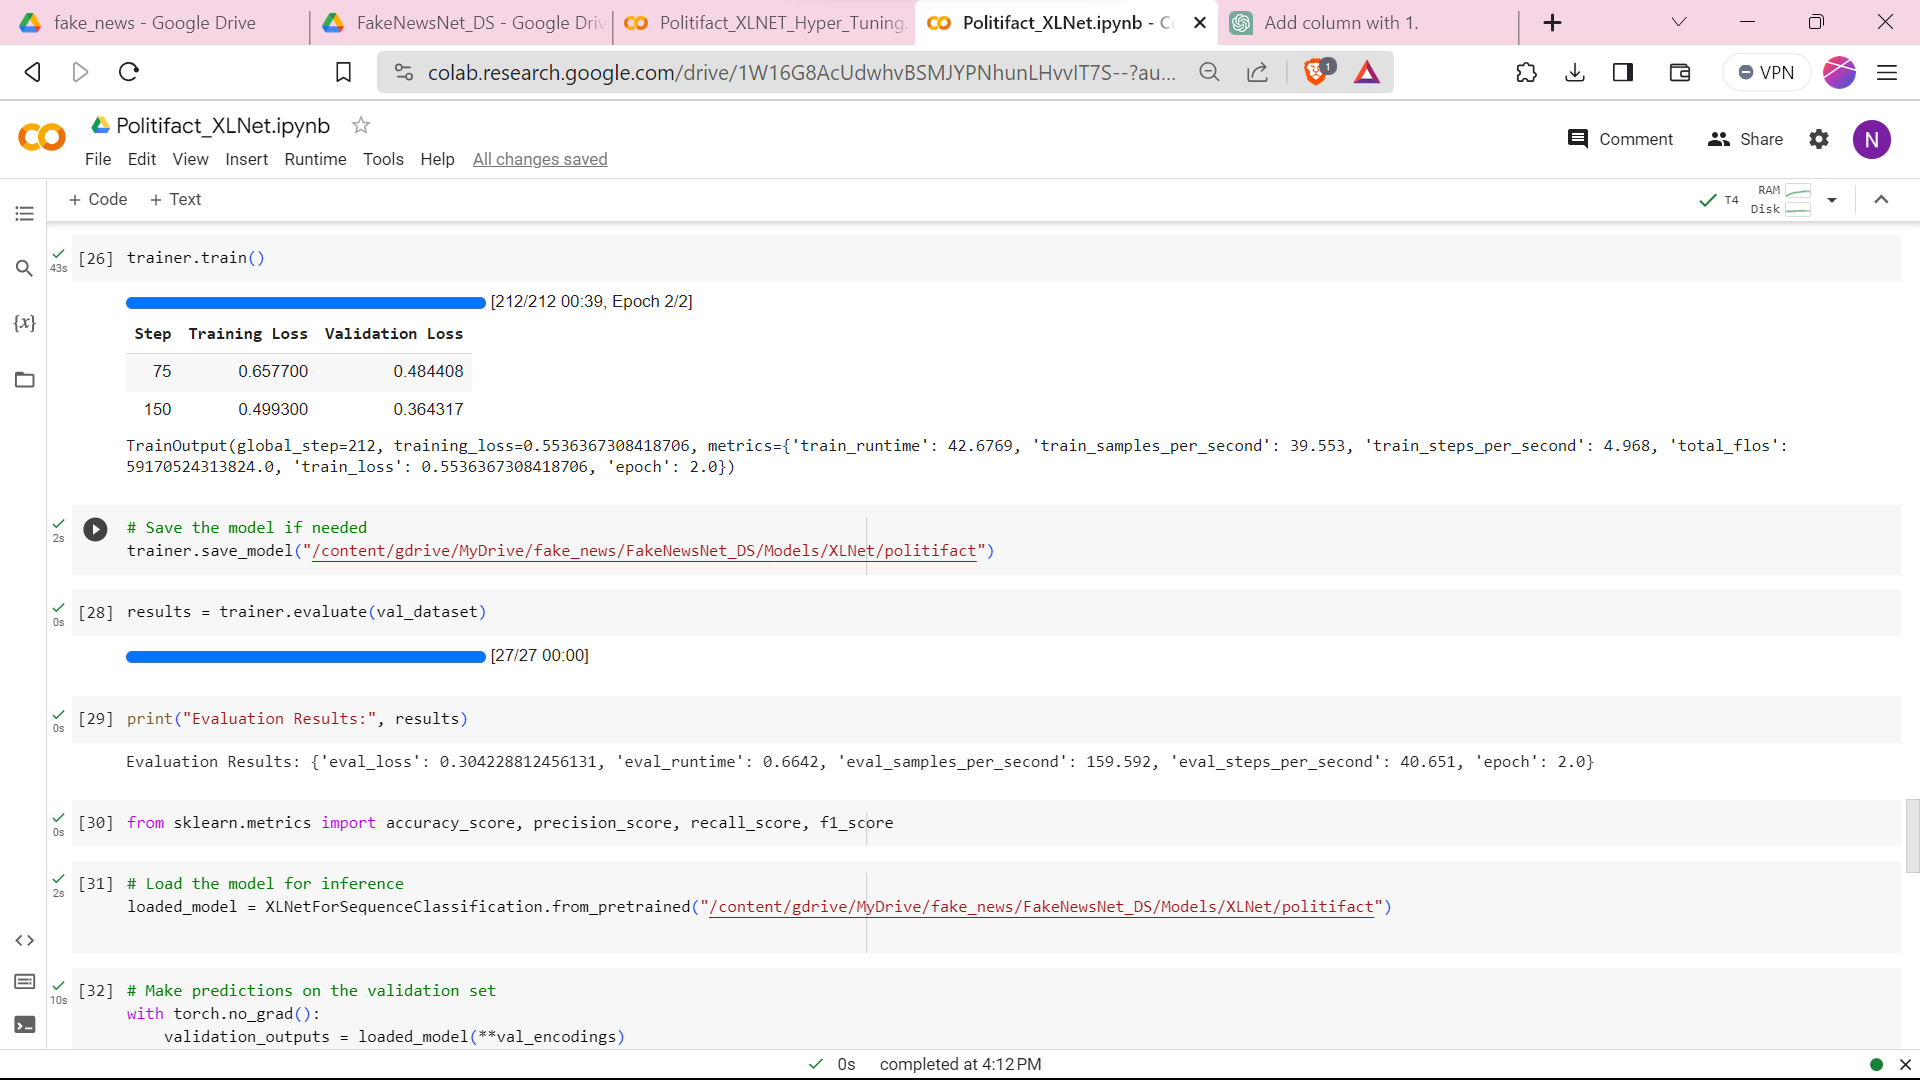 fake_news - Google Drive
FakeNewsNet_DS - Google Driv
Politifact_XLNET_Hyper_Tuning.
Politifact_XLNet.ipynb - Co
Add column with 1.
colab.research.google.com/drive/1W16G8AcUdwhvBSMJYPNhunLHvvIT7S--?au...
1
VPN
Politifact_XLNet.ipynb
Comment
Share
N
File Edit View Insert Runtime Tools Help All changes saved
+ Code + Text
T4
RAM
Disk
{x}
43s
[26] trainer.train()
[212/212 00:39, Epoch 2/2]
Step Training Loss Validation Loss
75 0.657700 0.484408
150 0.499300 0.364317
TrainOutput(global_step=212, training_loss=0.5536367308418706, metrics={'train_runtime': 42.6769, 'train_samples_per_second': 39.553, 'train_steps_per_second': 4.968, 'total_flos':
59170524313824.0, 'train_loss': 0.5536367308418706, 'epoch': 2.0})
2s
# Save the model if needed
trainer.save_model("/content/gdrive/MyDrive/fake_news/FakeNewsNet_DS/Models/XLNet/politifact")
0s
[28] results = trainer.evaluate(val_dataset)
[27/27 00:00]
0s
[29] print("Evaluation Results:", results)
Evaluation Results: {'eval_loss': 0.304228812456131, 'eval_runtime': 0.6642, 'eval_samples_per_second': 159.592, 'eval_steps_per_second': 40.651, 'epoch': 2.0}
0s
[30] from sklearn.metrics import accuracy_score, precision_score, recall_score, f1_score
2s
[31] # Load the model for inference
loaded_model = XLNetForSequenceClassification.from_pretrained("/content/gdrive/MyDrive/fake_news/FakeNewsNet_DS/Models/XLNet/politifact")
10s
[32] # Make predictions on the validation set
with torch.no_grad():
validation_outputs = loaded_model(**val_encodings)
0s completed at 4:12 PM